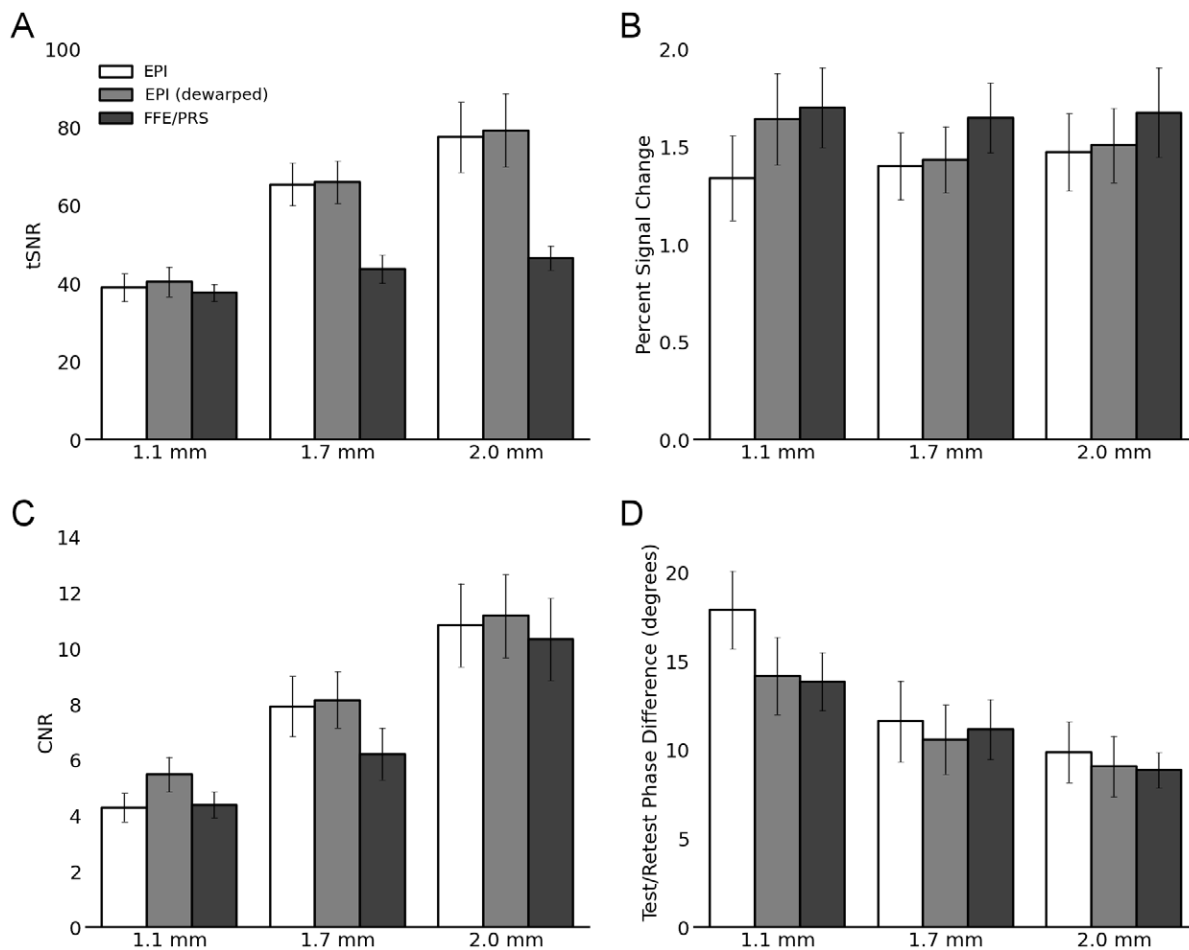 A
100
80
60
40
20
0
tSNR
EPI
EPI (dewarped)
FFE/PRS
1.1 mm
1.7 mm
2.0 mm
B
2.0
1.5
1.0
0.5
0.0
Percent Signal Change
1.1 mm
1.7 mm
2.0 mm
C
14
12
10
8
6
4
2
0
CNR
1.1 mm
1.7 mm
2.0 mm
D
20
15
10
5
0
Test/Retest Phase Difference (degrees)
1.1 mm
1.7 mm
2.0 mm